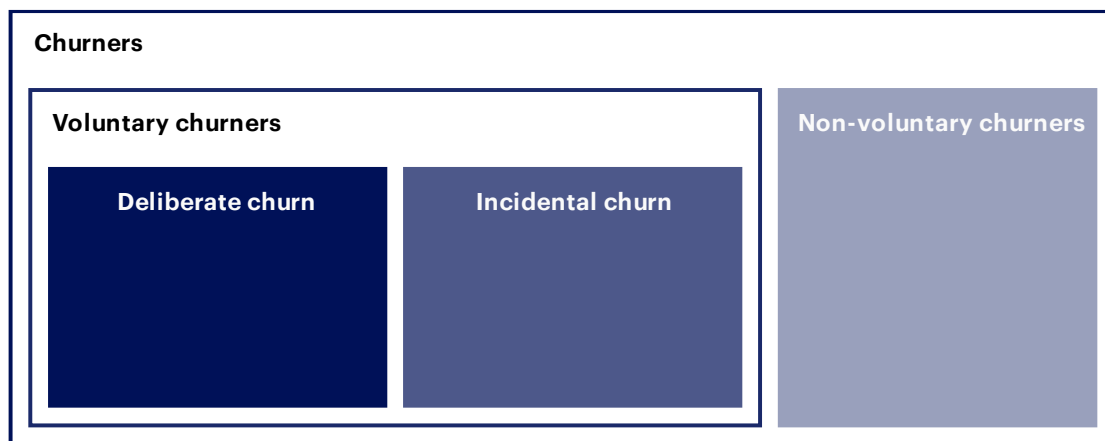 Churners
Voluntary churners
Non-voluntary churners
Deliberate churn
Incidental churn